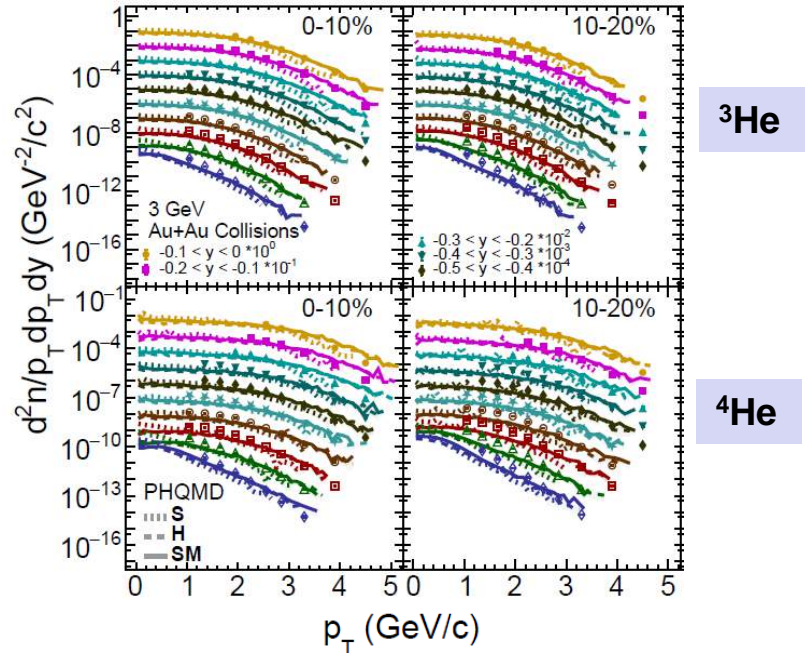 0-10%
10-20%
1
10⁻⁴
10⁻⁸
10⁻¹²
10⁻¹⁶
3 GeV
Au+Au Collisions
-0.1 < y < 0 *10⁰
-0.2 < y < -0.1 *10⁻¹
-0.3 < y < -0.2 *10⁻²
-0.4 < y < -0.3 *10⁻³
-0.5 < y < -0.4 *10⁻⁴
³He
d²n/p_T dp_T dy (GeV⁻²/c²)
0-10%
10-20%
10⁻¹
10⁻⁴
10⁻⁷
10⁻¹⁰
10⁻¹³
10⁻¹⁶
PHQMD
S
H
SM
⁴He
0 1 2 3 4 5 0 1 2 3 4 5
p_T (GeV/c)